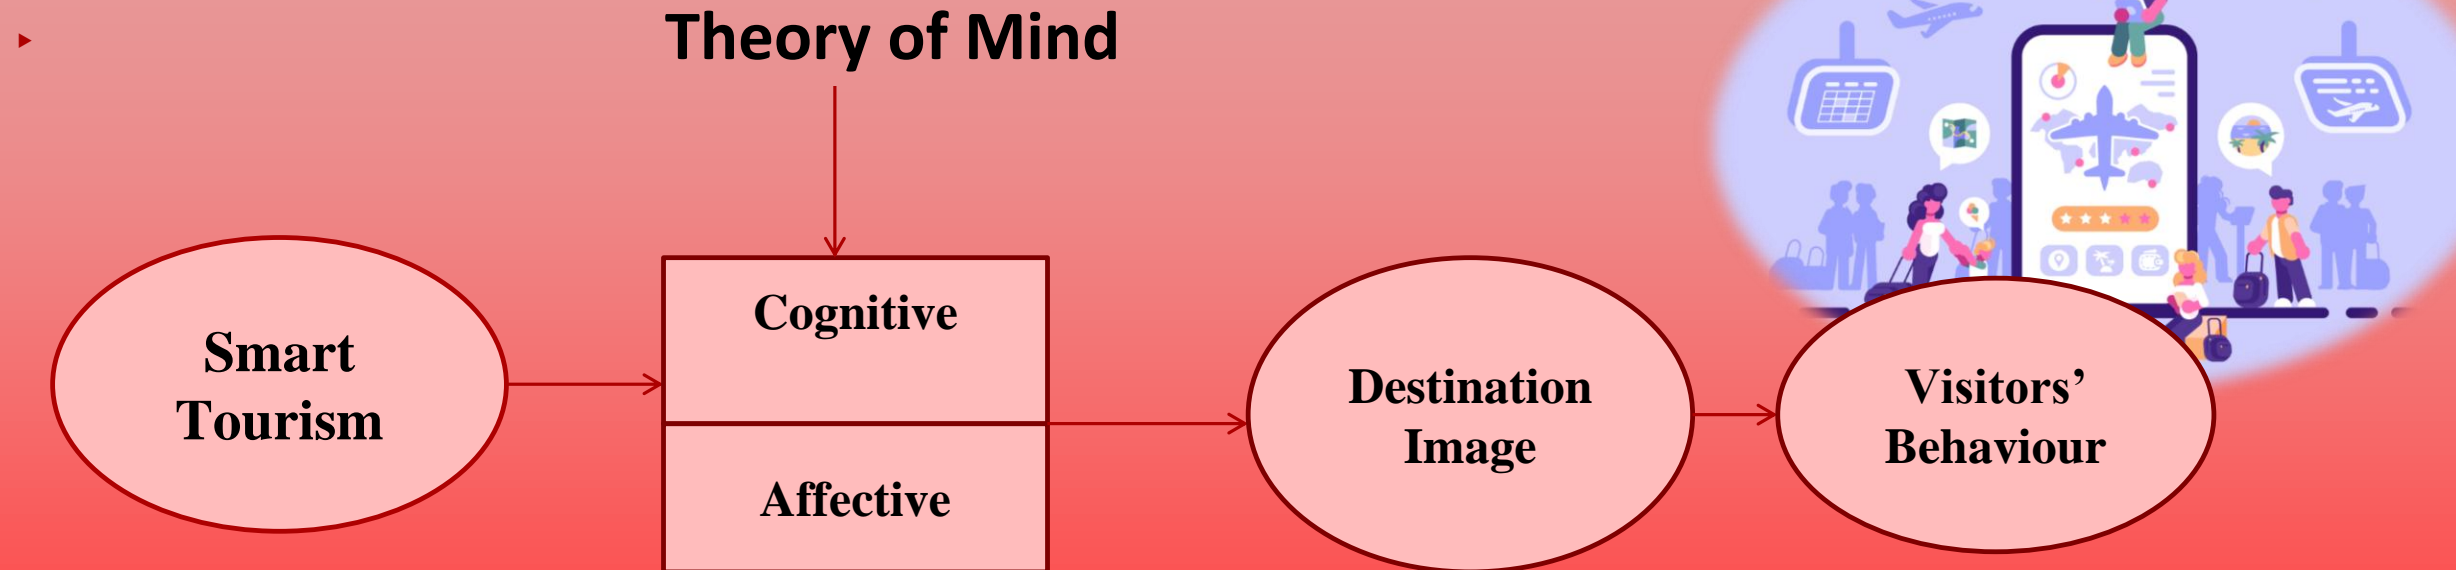 Theory of Mind
Smart
Tourism
Cognitive
Affective
Destination
Image
Visitors’
Behaviour